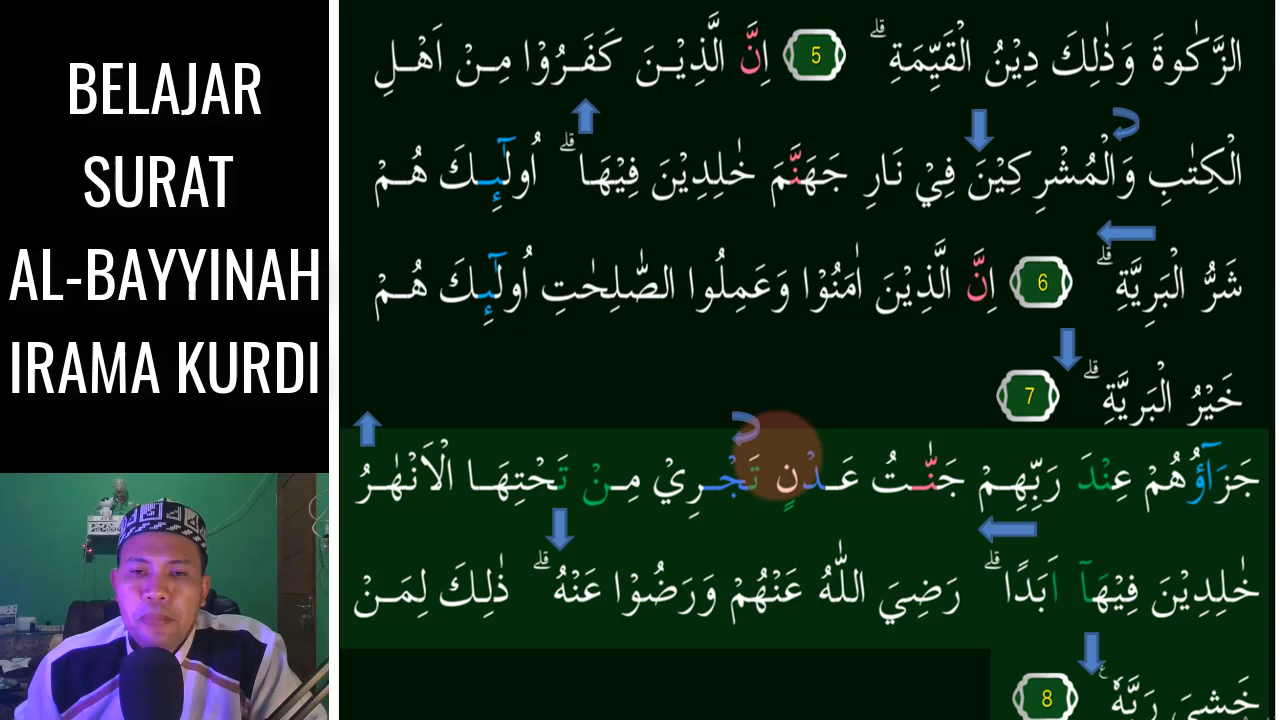 BELAJAR
SURAT
AL-BAYYINAH
IRAMA KURDI
الزَّكٰوةَ وَذٰلِكَ دِيْنُ الْقَيِّمَةِ ۗ 5 اِنَّ الَّذِيْنَ كَفَرُوْا مِنْ اَهْلِ
الْكِتٰبِ وَالْمُشْرِكِيْنَ فِيْ نَارِ جَهَنَّمَ خٰلِدِيْنَ فِيْهَا ۗ اُولٰۤىِٕكَ هُمْ
شَرُّ الْبَرِيَّةِ ۗ 6 اِنَّ الَّذِيْنَ اٰمَنُوْا وَعَمِلُوا الصّٰلِحٰتِ اُولٰۤىِٕكَ هُمْ
خَيْرُ الْبَرِيَّةِ ۗ 7
جَزَاۤؤُهُمْ عِنْدَ رَبِّهِمْ جَنّٰتُ عَدْنٍ تَجْرِيْ مِنْ تَحْتِهَا الْاَنْهٰرُ
خٰلِدِيْنَ فِيْهَآ اَبَدًا ۗ رَضِيَ اللّٰهُ عَنْهُمْ وَرَضُوْا عَنْهُ ۗ ذٰلِكَ لِمَنْ
خَشِيَ رَبَّهٗ ࣖ 8